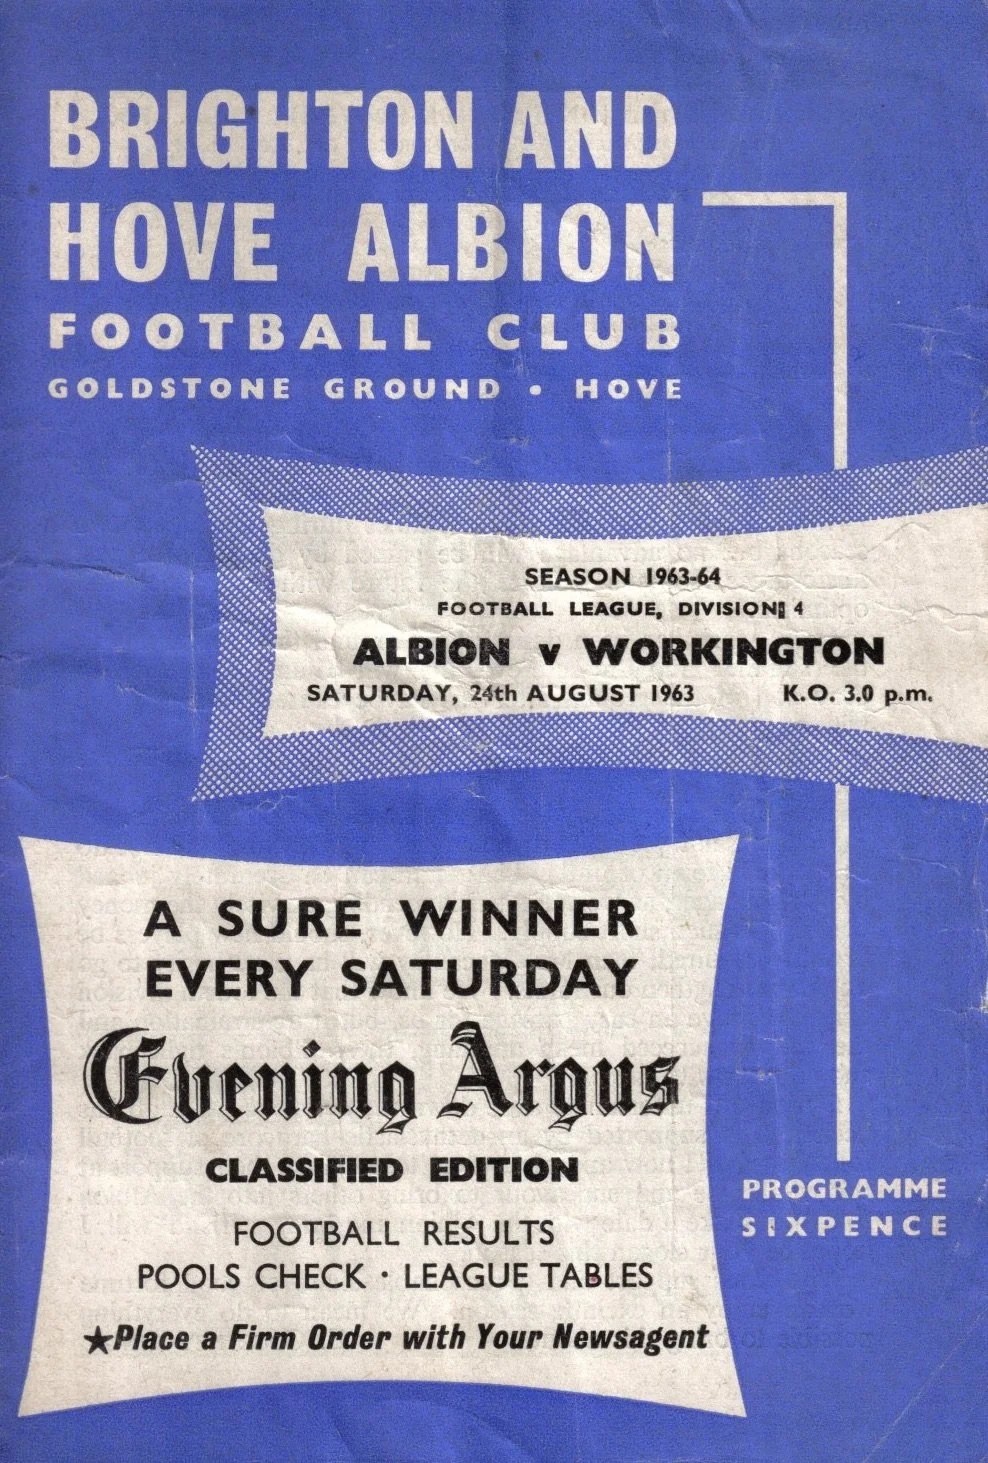 BRIGHTON AND
HOVE ALBION
FOOTBALL CLUB
GOLDSTONE GROUND • HOVE
SEASON 1963-64
FOOTBALL LEAGUE, DIVISION 4
ALBION v WORKINGTON
SATURDAY, 24th AUGUST 1963 K.O. 3.0 p.m.
A SURE WINNER
EVERY SATURDAY
Evening Argus
CLASSIFIED EDITION
FOOTBALL RESULTS
POOLS CHECK · LEAGUE TABLES
★Place a Firm Order with Your Newsagent
PROGRAMME
SIXPENCE